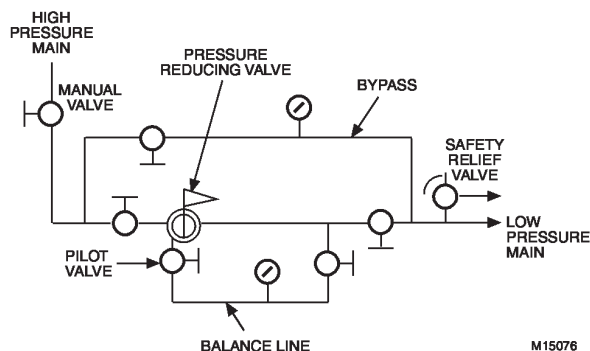 HIGH
PRESSURE
MAIN
PRESSURE
REDUCING VALVE
MANUAL
VALVE
BYPASS
SAFETY
RELIEF
VALVE
LOW
PRESSURE
MAIN
PILOT
VALVE
BALANCE LINE
M15076